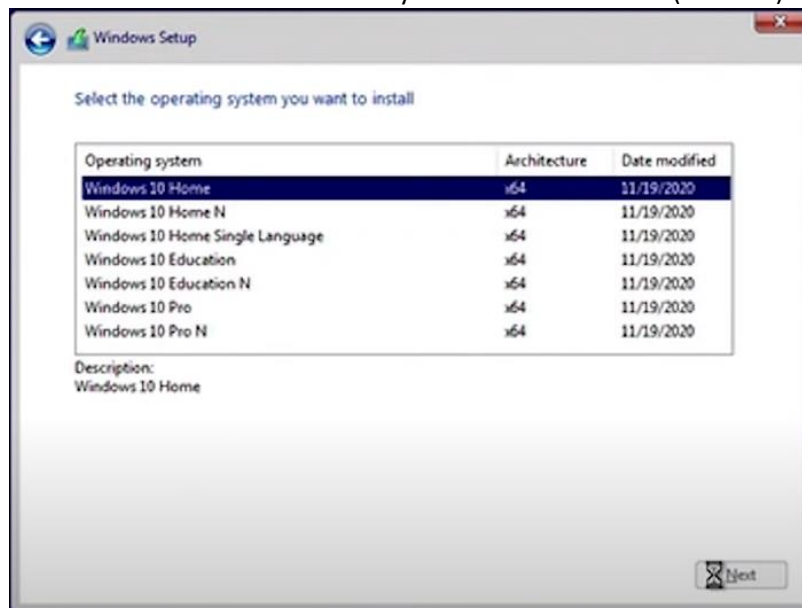 Windows Setup
Select the operating system you want to install
Operating system Architecture Date modified
Windows 10 Home x64 11/19/2020
Windows 10 Home N x64 11/19/2020
Windows 10 Home Single Language x64 11/19/2020
Windows 10 Education x64 11/19/2020
Windows 10 Education N x64 11/19/2020
Windows 10 Pro x64 11/19/2020
Windows 10 Pro N x64 11/19/2020
Description:
Windows 10 Home
Next